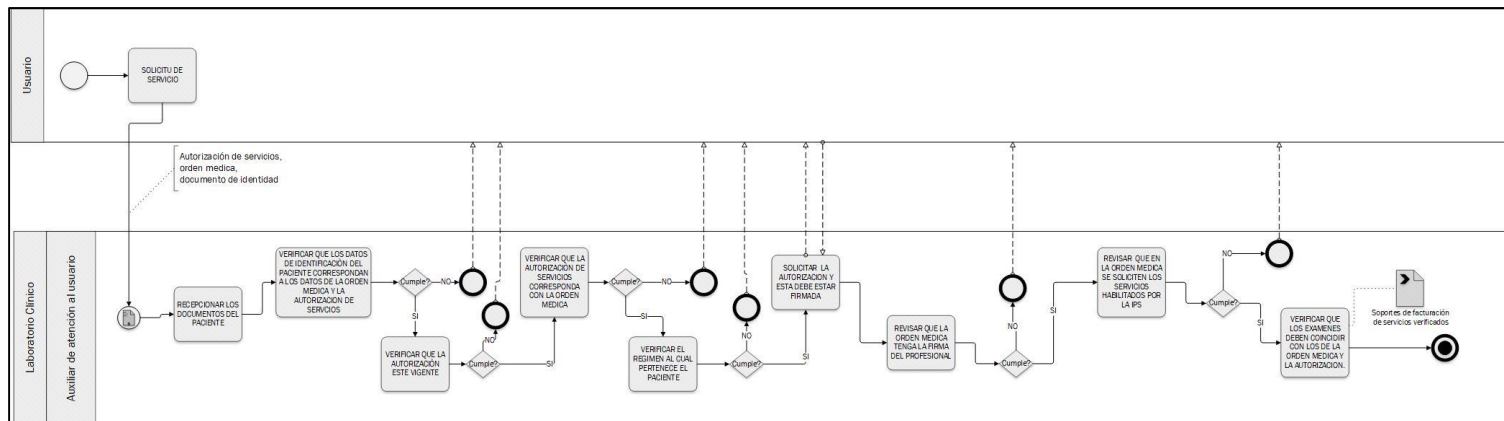 Usuario
SOLICITU DE
SERVICIO
Autorización de servicios,
orden medica,
documento de identidad
Laboratorio Clínico
Auxiliar de atención al usuario
RECEPCIONAR LOS
DOCUMENTOS DEL
PACIENTE
VERIFICAR QUE LOS DATOS
DE IDENTIFICACIÓN DEL
PACIENTE CORRESPONDAN
A LOS DATOS DE LA ORDEN
MEDICA Y LA
AUTORIZACION DE
SERVCIOS
Cumple?
NO
SI
VERIFICAR QUE LA
AUTORIZACIÓN
ESTE VIGENTE
Cumple?
NO
SI
VERIFICAR QUE LA
AUTORIZACIÓN DE
SERVICIOS
CORRESPONDA
CON LA ORDEN
MEDICA
Cumple?
NO
SI
VERIFICAR EL
REGIMEN AL CUAL
PERTENECE EL
PACIENTE
Cumple?
NO
SI
SOLICITAR LA
AUTORIZACION Y
ESTA DEBE ESTAR
FIRMADA
REVISAR QUE LA
ORDEN MEDICA
TENGA LA FIRMA
DEL PROFESIONAL
Cumple?
NO
SI
REVISAR QUE EN
LA ORDEN MEDICA
SE SOLICITEN LOS
SERVICIOS
HABILITADOS POR
LA IPS
Cumple?
NO
SI
VERIFICAR QUE
LOS EXAMENES
DEBEN COINCIDIR
CON LOS DE LA
ORDEN MEDICA Y
LA AUTORIZACION.
Soportes de facturación
de servicios verificados